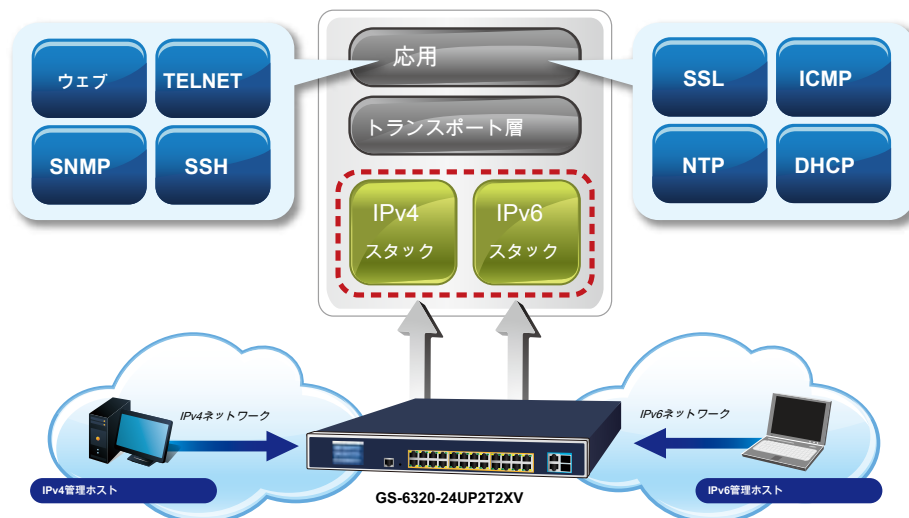 応用
トランスポート層
IPv4
スタック
IPv6
スタック
ウェブ
TELNET
SNMP
SSH
SSL
ICMP
NTP
DHCP
IPv4ネットワーク
IPv6ネットワーク
IPv4管理ホスト
IPv6管理ホスト
GS-6320-24UP2T2XV